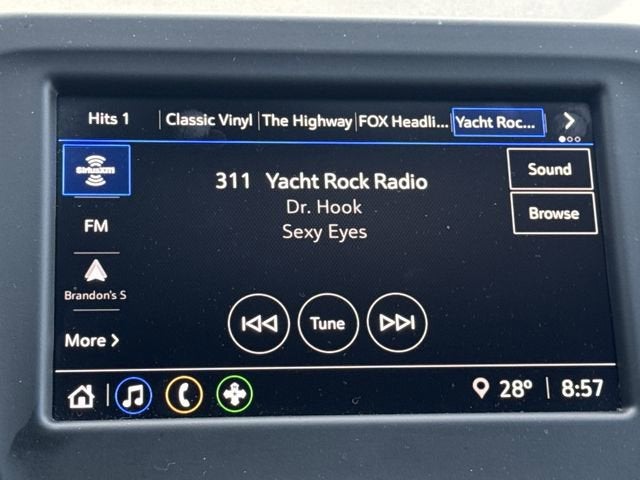 Hits 1 Classic Vinyl The Highway FOX Headli... Yacht Roc...
SiriusXM
311 Yacht Rock Radio
Dr. Hook
Sexy Eyes
Sound
Browse
FM
Brandon's S
More
Tune
28° 8:57